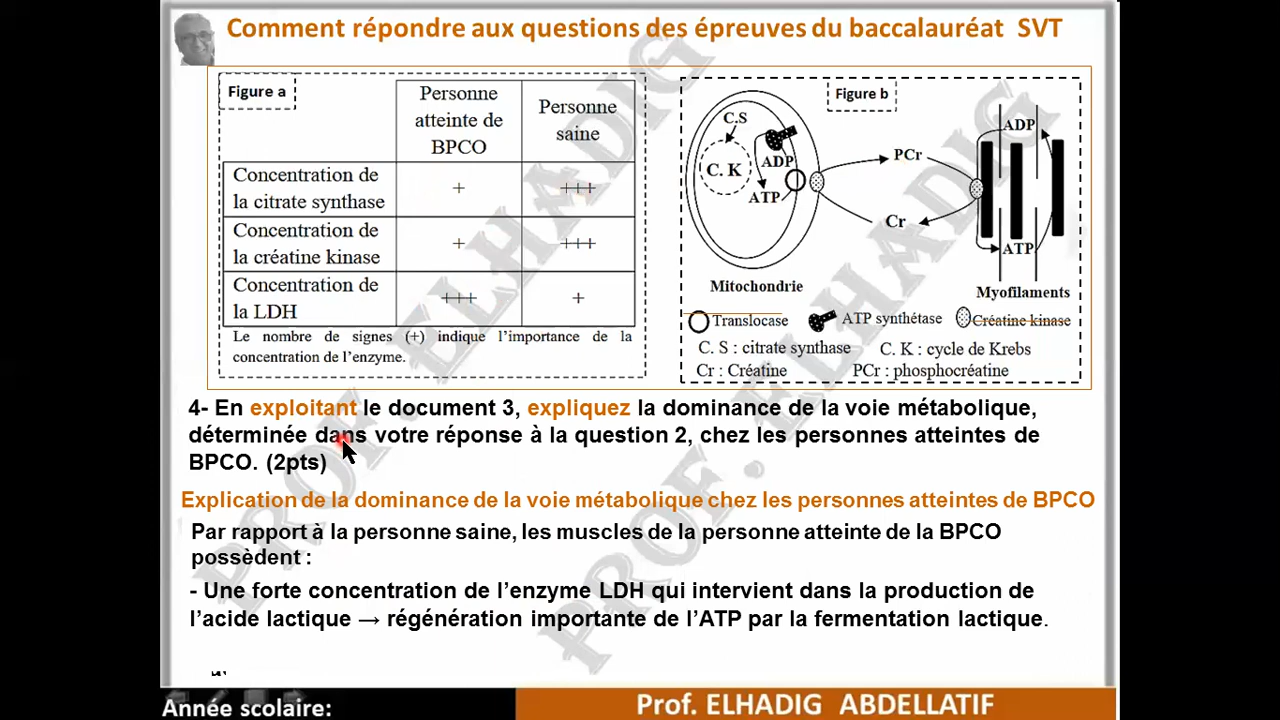 Comment répondre aux questions des épreuves du baccalauréat SVT
Figure a
Personne
atteinte de
BPCO
Personne
saine
Concentration de
la citrate synthase
+
+++
Concentration de
la créatine kinase
+
+++
Concentration de
la LDH
+++
+
Le nombre de signes (+) indique l'importance de la
concentration de l'enzyme.
Figure b
C.S
C. K
ADP
ATP
PCr
Cr
ADP
ATP
Mitochondrie
Myofilaments
Translocase
ATP synthétase
Créatine kinase
C. S : citrate synthase
C. K : cycle de Krebs
Cr : Créatine
PCr : phosphocréatine
4- En exploitant le document 3, expliquez la dominance de la voie métabolique,
déterminée dans votre réponse à la question 2, chez les personnes atteintes de
BPCO. (2pts)
Explication de la dominance de la voie métabolique chez les personnes atteintes de BPCO
Par rapport à la personne saine, les muscles de la personne atteinte de la BPCO
possèdent :
- Une forte concentration de l'enzyme LDH qui intervient dans la production de
l'acide lactique → régénération importante de l'ATP par la fermentation lactique.
PROF. ELHADIG
PROF. ELHADIG
Année scolaire:
Prof. ELHADIG ABDELLATIF